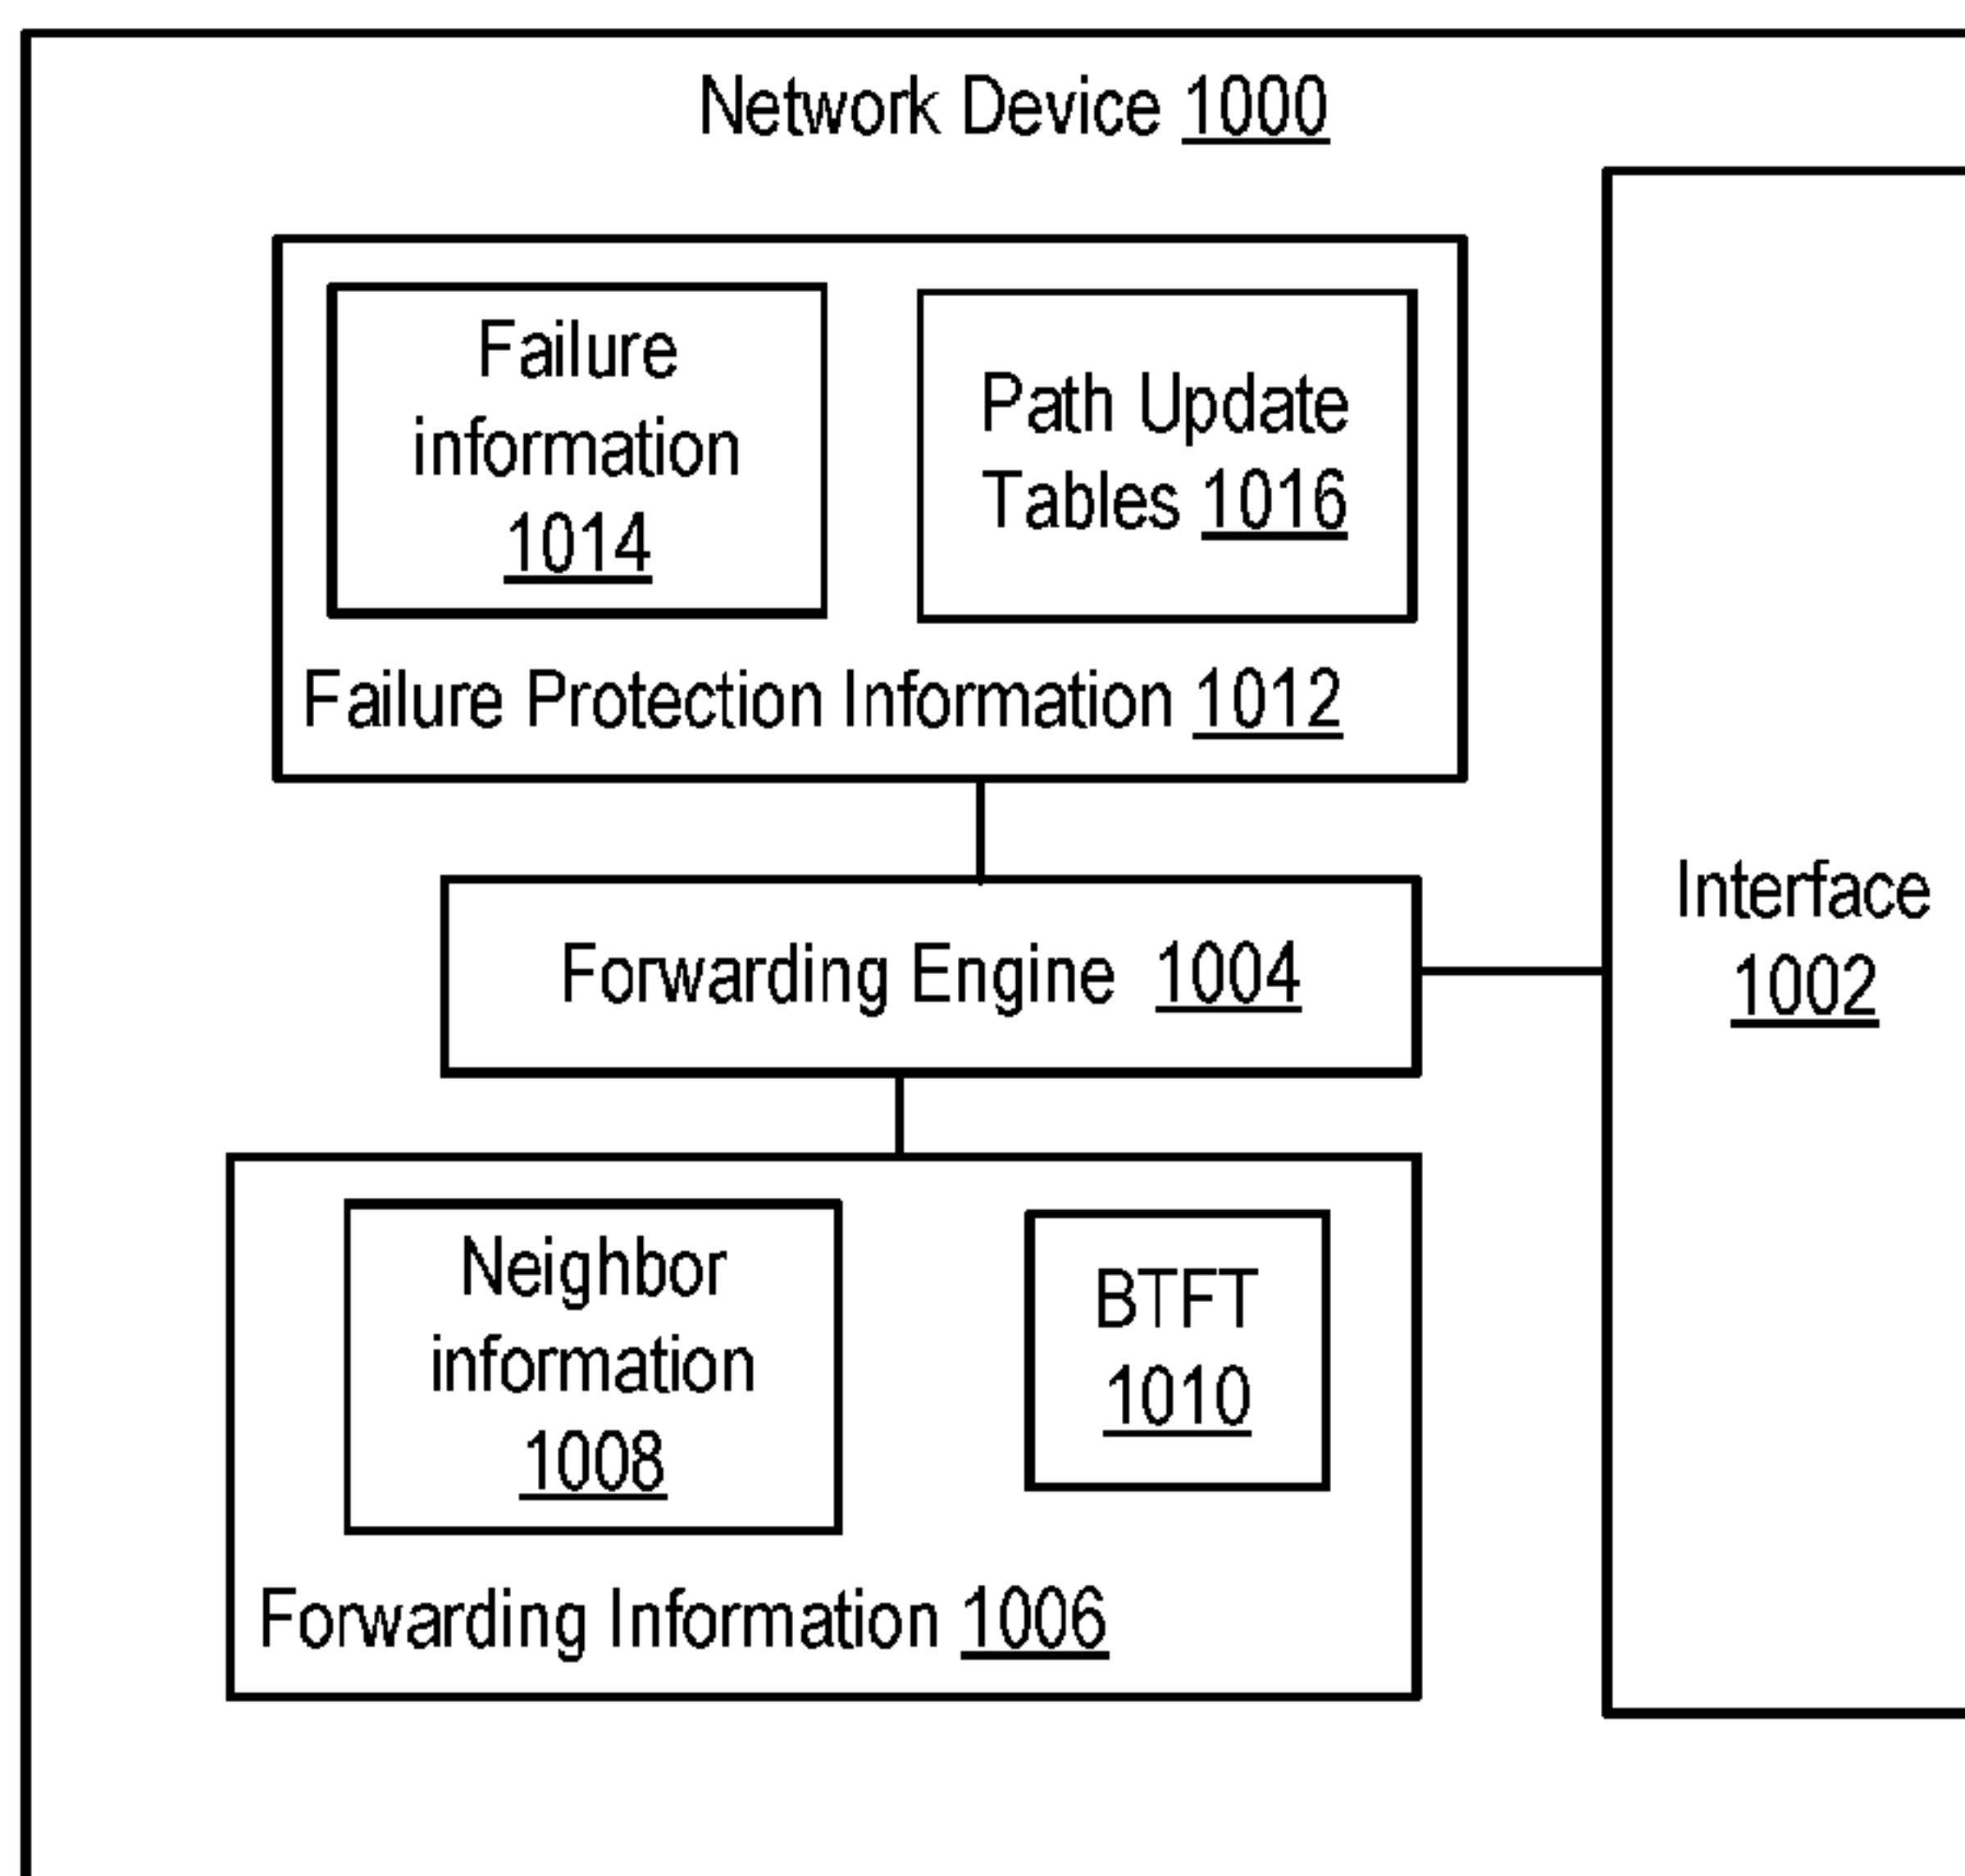 Network Device 1000
Failure
information
1014
Path Update
Tables 1016
Failure Protection Information 1012
Forwarding Engine 1004
Interface
1002
Neighbor
information
1008
BTFT
1010
Forwarding Information 1006